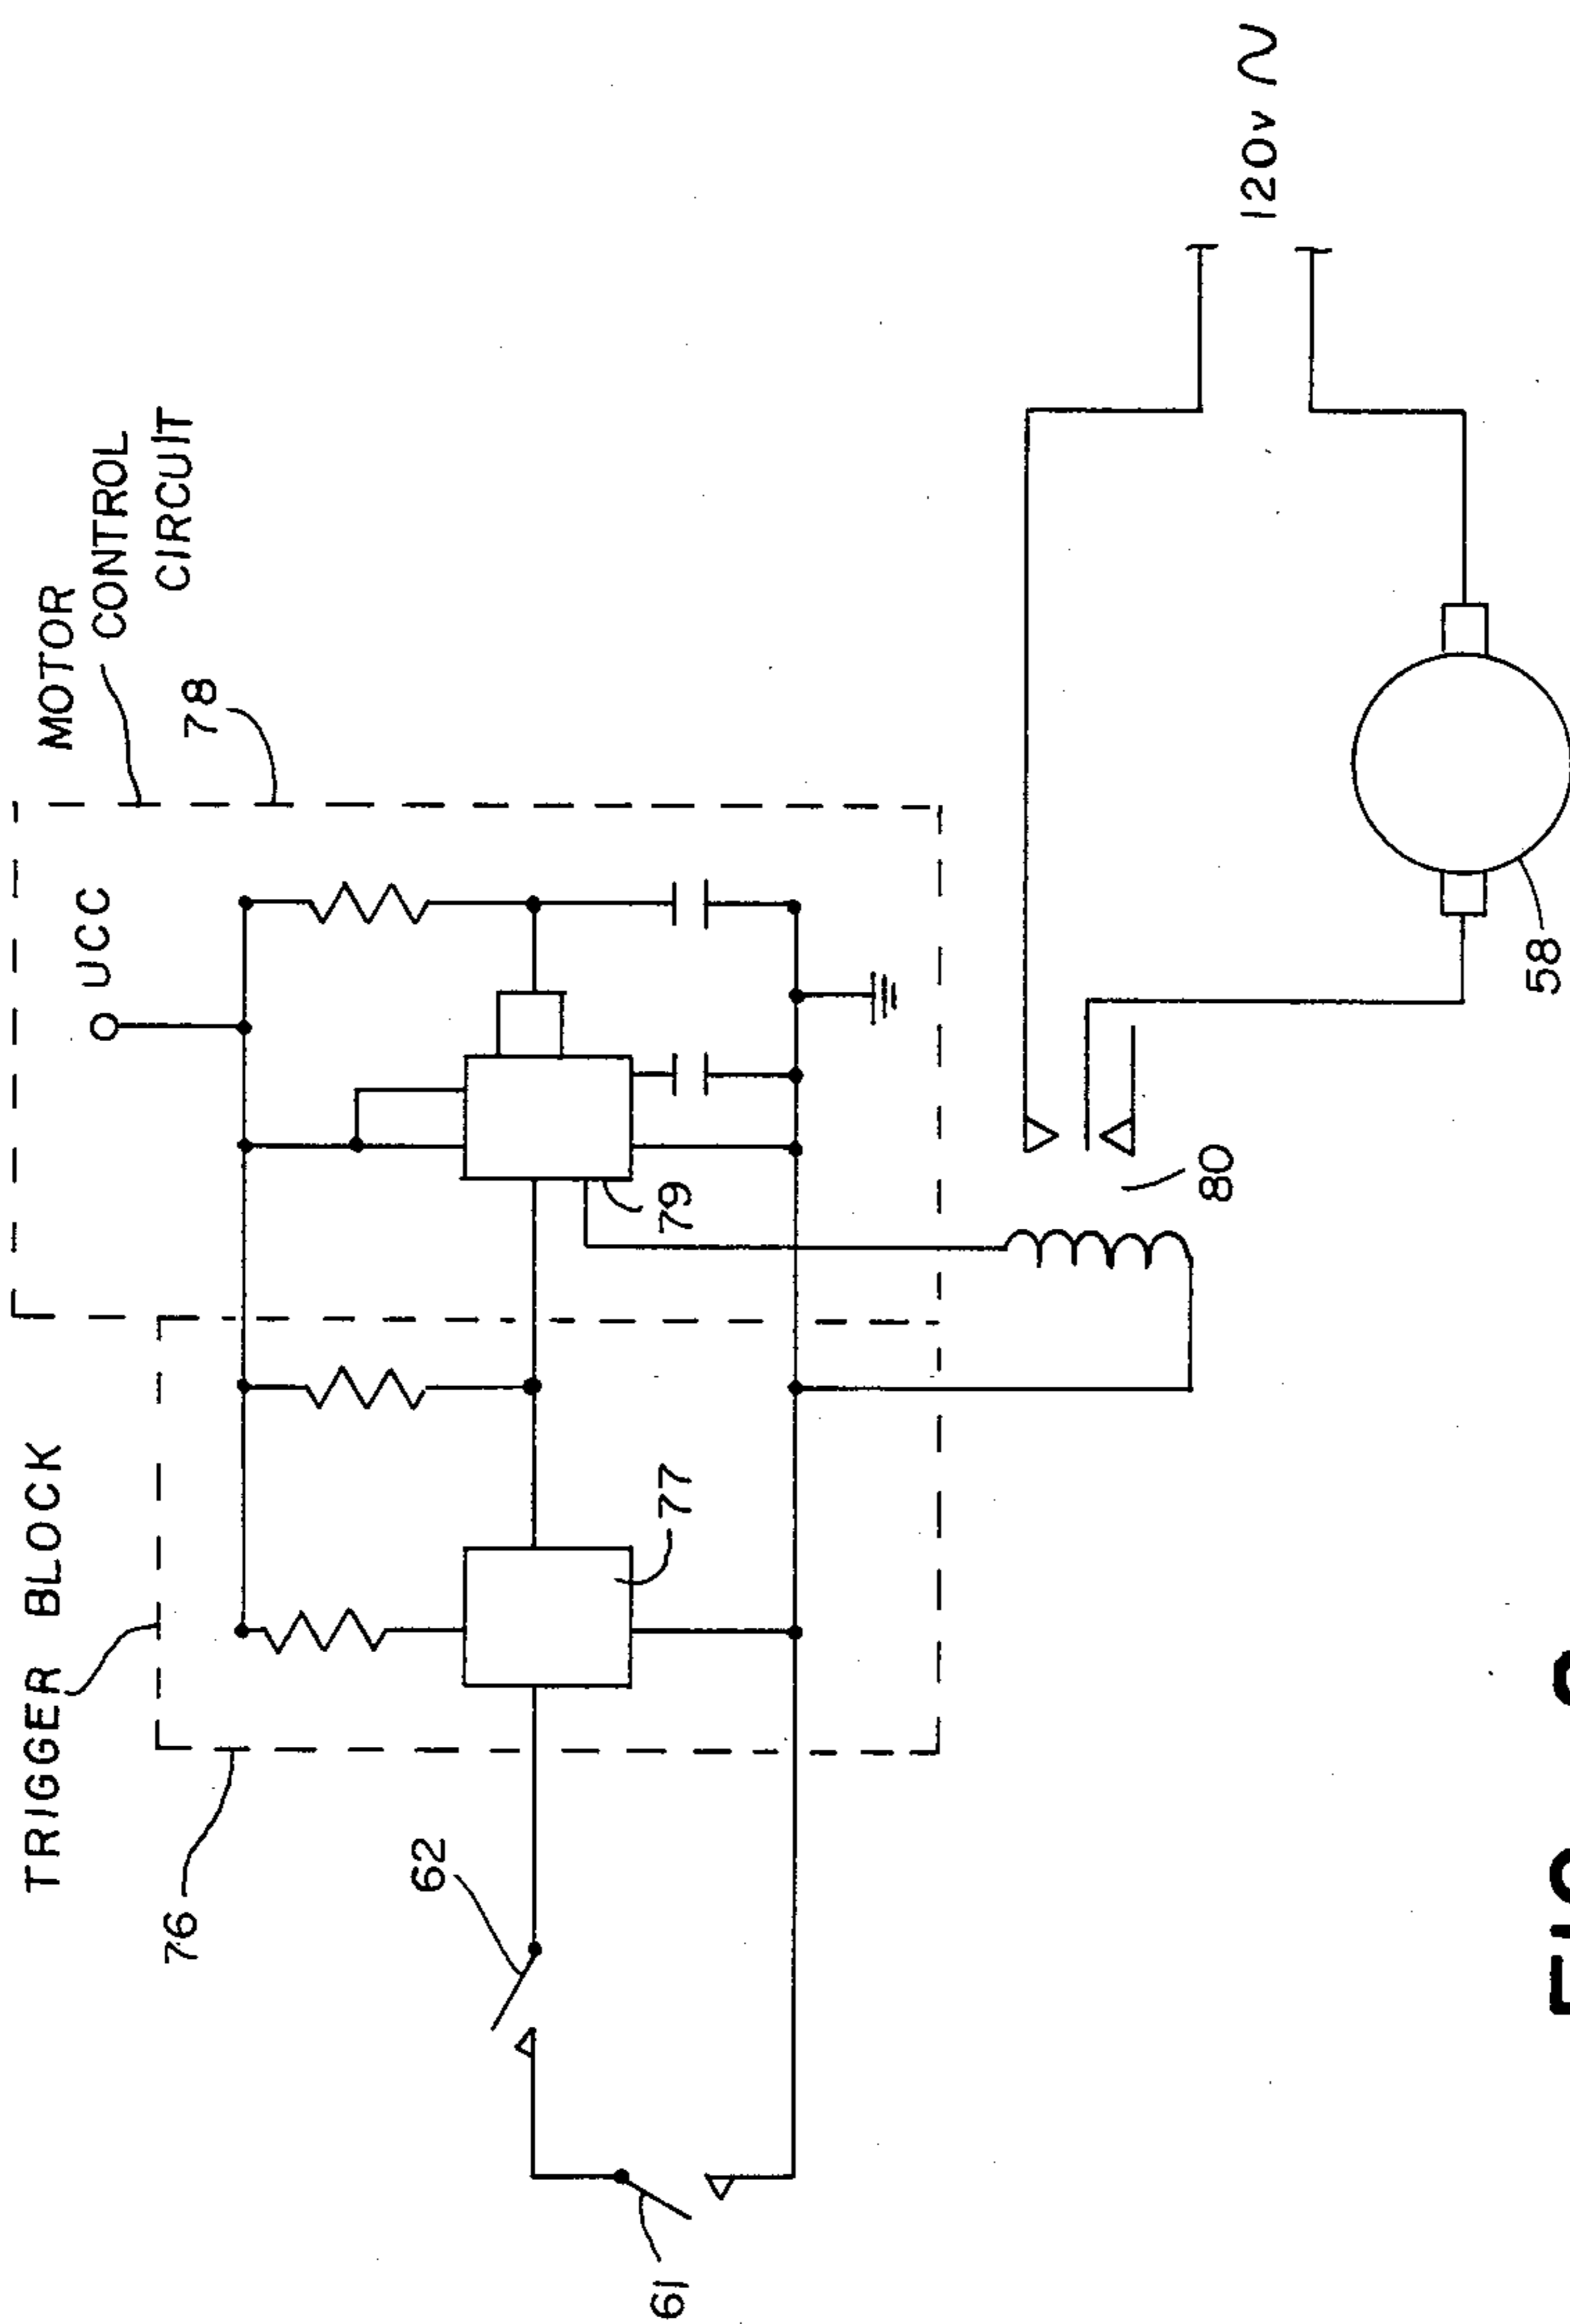 TRIGGER BLOCK
MOTOR
CONTROL
CIRCUIT
76
78
UCC
62
77
79
61
80
58
120v